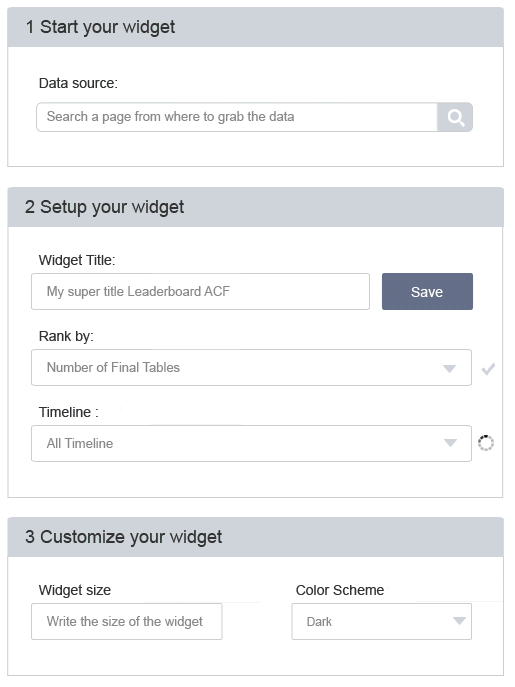 1 Start your widget
Data source:
Search a page from where to grab the data
2 Setup your widget
Widget Title:
My super title Leaderboard ACF
Save
Rank by:
Number of Final Tables
Timeline :
All Timeline
3 Customize your widget
Widget size
Color Scheme
Write the size of the widget
Dark